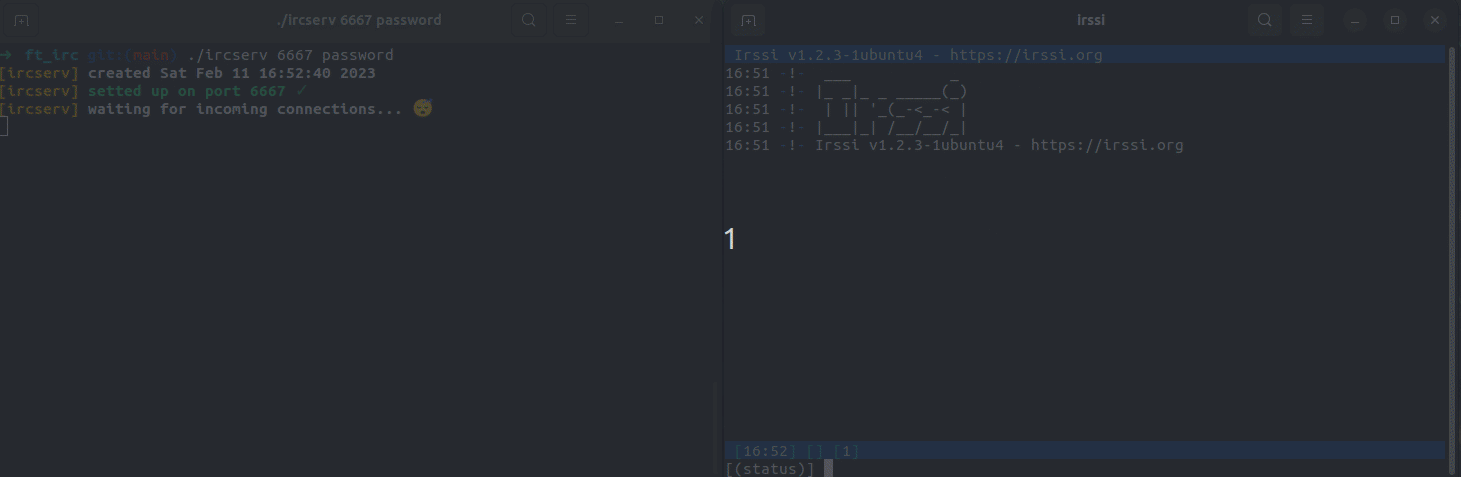 ./ircserv 6667 password
→ ft_irc git:(main) ./ircserv 6667 password
[ircserv] created Sat Feb 11 16:52:40 2023
[ircserv] setted up on port 6667 ✓
[ircserv] waiting for incoming connections... 😴
irssi
Irssi v1.2.3-1ubuntu4 - https://irssi.org
16:51 -!-  ___           _
16:51 -!- |_ _|_ _ _____(_)
16:51 -!-  | || '_(_-<_-< |
16:51 -!- |___|_| /__/__/_|
16:51 -!- Irssi v1.2.3-1ubuntu4 - https://irssi.org
1
[16:52] [] [1]
[(status)]